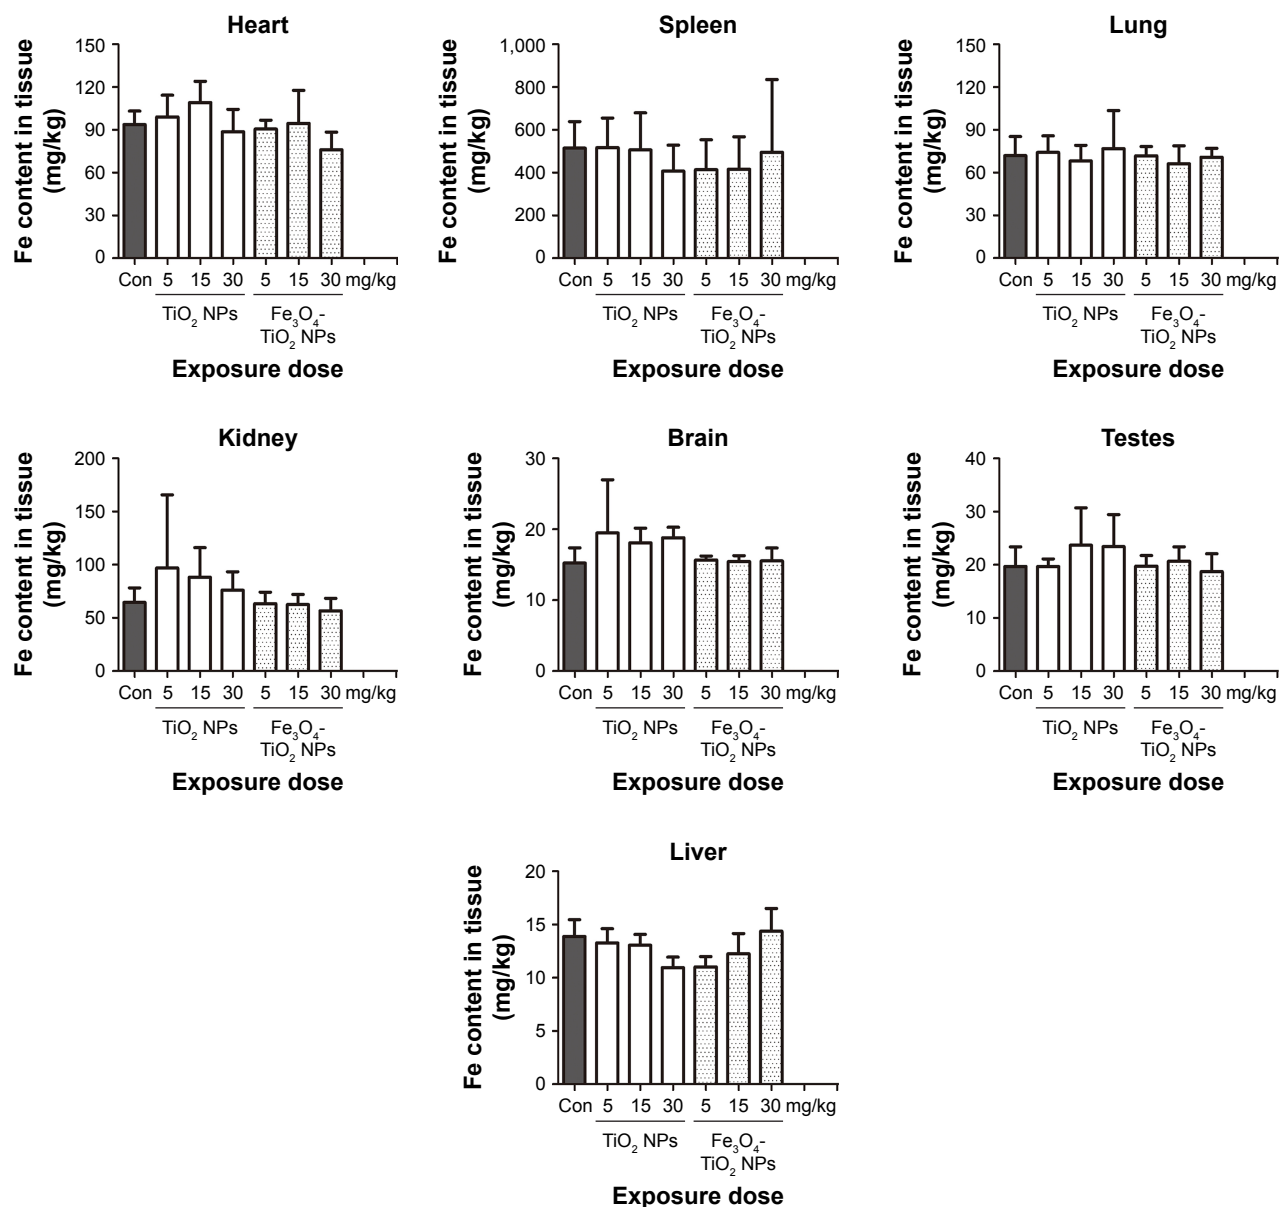 Heart
Fe content in tissue
(mg/kg)
150
120
90
60
30
0
Con 5 15 30 5 15 30 mg/kg
TiO2 NPs
Fe3O4-
TiO2 NPs
Exposure dose
Spleen
Fe content in tissue
(mg/kg)
1,000
800
600
400
200
0
Con 5 15 30 5 15 30 mg/kg
TiO2 NPs
Fe3O4-
TiO2 NPs
Exposure dose
Lung
Fe content in tissue
(mg/kg)
150
120
90
60
30
0
Con 5 15 30 5 15 30 mg/kg
TiO2 NPs
Fe3O4-
TiO2 NPs
Exposure dose
Kidney
Fe content in tissue
(mg/kg)
200
150
100
50
0
Con 5 15 30 5 15 30 mg/kg
TiO2 NPs
Fe3O4-
TiO2 NPs
Exposure dose
Brain
Fe content in tissue
(mg/kg)
30
20
10
0
Con 5 15 30 5 15 30 mg/kg
TiO2 NPs
Fe3O4-
TiO2 NPs
Exposure dose
Testes
Fe content in tissue
(mg/kg)
40
30
20
10
0
Con 5 15 30 5 15 30 mg/kg
TiO2 NPs
Fe3O4-
TiO2 NPs
Exposure dose
Liver
Fe content in tissue
(mg/kg)
20
15
10
5
0
Con 5 15 30 5 15 30 mg/kg
TiO2 NPs
Fe3O4-
TiO2 NPs
Exposure dose